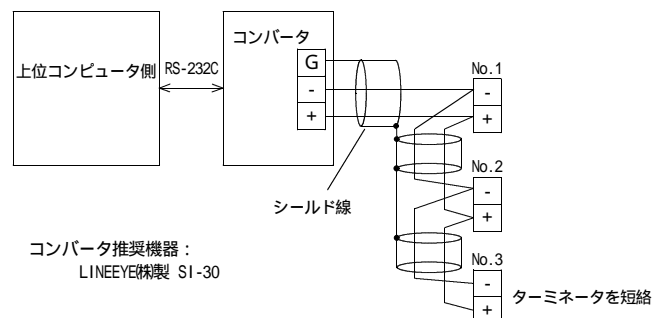 上位コンピュータ側
RS-232C
コンバータ
G
-
+
No.1
-
+
No.2
-
+
シールド線
コンバータ推奨機器：
LINEEYE㈱製 SI-30
No.3
-
+
ターミネータを短絡